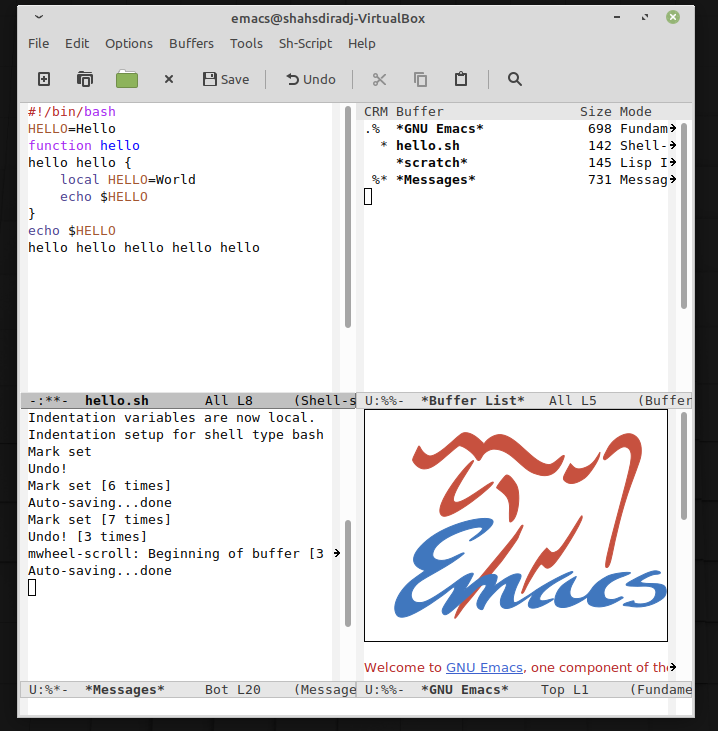 emacs@shahsdiradj-VirtualBox
File Edit Options Buffers Tools Sh-Script Help
Save Undo
#!/bin/bash
HELLO=Hello
function hello
hello hello {
    local HELLO=World
    echo $HELLO
}
echo $HELLO
hello hello hello hello hello
-:**-  hello.sh       All L8     (Shell-s
CRM Buffer                 Size Mode
.%  *GNU Emacs*             698 Fundam
  * hello.sh                142 Shell-
    *scratch*               145 Lisp I
 %* *Messages*              731 Messag
U:%%-  *Buffer List*   All L5     (Buffer
Indentation variables are now local.
Indentation setup for shell type bash
Mark set
Undo!
Mark set [6 times]
Auto-saving...done
Mark set [7 times]
Undo! [3 times]
mwheel-scroll: Beginning of buffer [3
Auto-saving...done
U:%*-  *Messages*     Bot L20    (Message
Emacs
Welcome to GNU Emacs, one component of the
U:%%-  *GNU Emacs*    Top L1     (Fundame